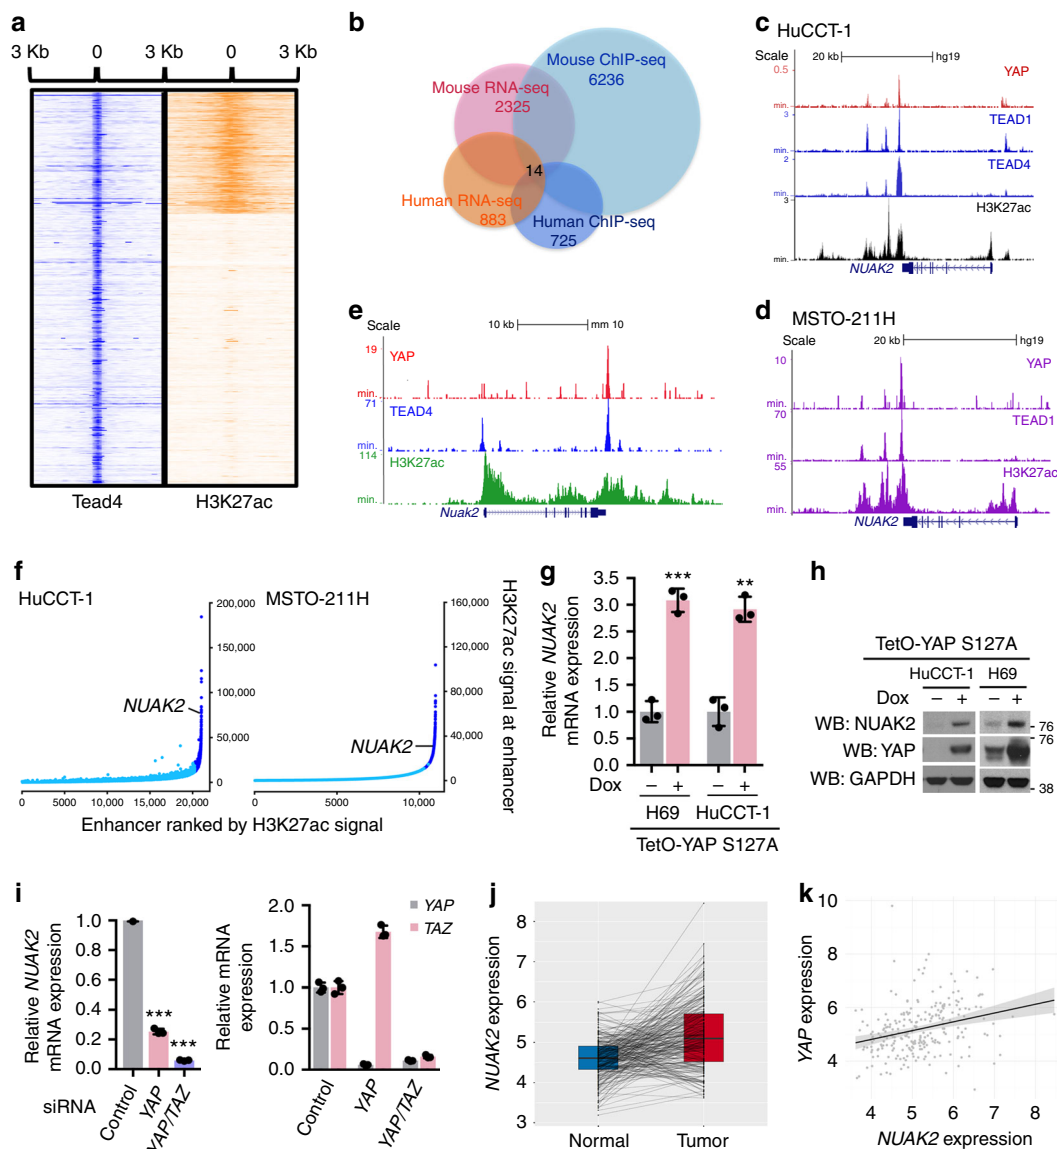 a
3 Kb 0 3 Kb 0 3 Kb
Tead4 H3K27ac
b
Mouse ChIP-seq
6236
Mouse RNA-seq
2325
14
Human RNA-seq
883
Human ChIP-seq
725
c HuCCT-1
Scale 20 kb hg19
0.5 YAP
min.
3 TEAD1
min.
2 TEAD4
min.
3 H3K27ac
min.
NUAK2
e
Scale 10 kb mm 10
19 YAP
min.
71 TEAD4
min.
114 H3K27ac
min.
Nuak2
d MSTO-211H
Scale 20 kb hg19
10 YAP
min.
70 TEAD1
min.
55 H3K27ac
min.
NUAK2
f
HuCCT-1
200,000
150,000
100,000
50,000
0
NUAK2
0 5000 10,000 15,000 20,000
MSTO-211H
160,000
120,000
80,000
40,000
0
NUAK2
0 5000 10,000
H3K27ac signal at enhancer
Enhancer ranked by H3K27ac signal
g
Relative NUAK2
mRNA expression
3.5
3.0
2.5
2.0
1.5
1.0
0.5
0.0
*** **
Dox – + – +
H69 HuCCT-1
TetO-YAP S127A
h
TetO-YAP S127A
HuCCT-1 H69
Dox – + – +
WB: NUAK2 - 76
76
WB: YAP
WB: GAPDH - 38
i
Relative NUAK2
mRNA expression
1.0
0.8
0.6
0.4
0.2
0.0
***
***
siRNA
Control YAP YAP/TAZ
Relative mRNA
expression
2.0
1.5
1.0
0.5
0.0
YAP
TAZ
Control YAP YAP/TAZ
j
NUAK2 expression
8
7
6
5
4
3
Normal Tumor
k
YAP expression
10
8
6
4
4 5 6 7 8
NUAK2 expression